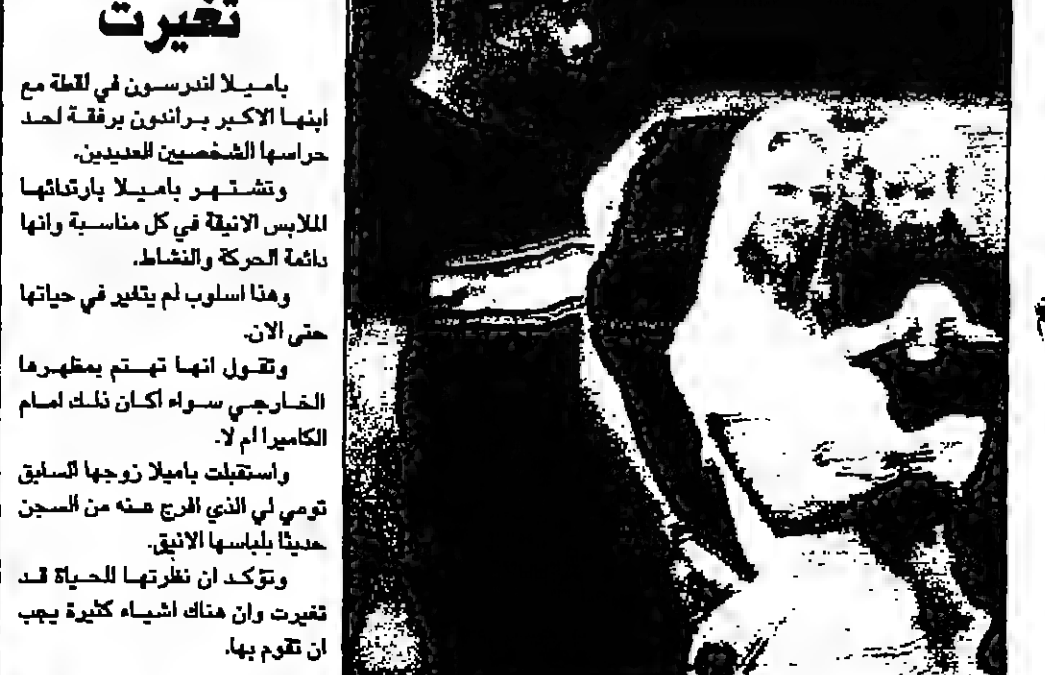 تغيرت
باميلا اندرسون في لقطة مع
ابنها الاكبر براندون برفقة احد
حراسها الشخصيين العديدين.
وتشتهر باميلا بارتدائها
الملابس الانيقة في كل مناسبة وانها
دائمة الحركة والنشاط.
وهذا اسلوب لم يتغير في حياتها
حتى الان.
وتقول انها تهتم بمظهرها
الخارجي سواء أكان ذلك امام
الكاميرا ام لا.
واستقبلت باميلا زوجها السابق
تومي لي الذي افرج عنه من السجن
حديثا بلباسها الانيق.
وتؤكد ان نظرتها للحياة قد
تغيرت وان هناك اشياء كثيرة يجب
ان تقوم بها.